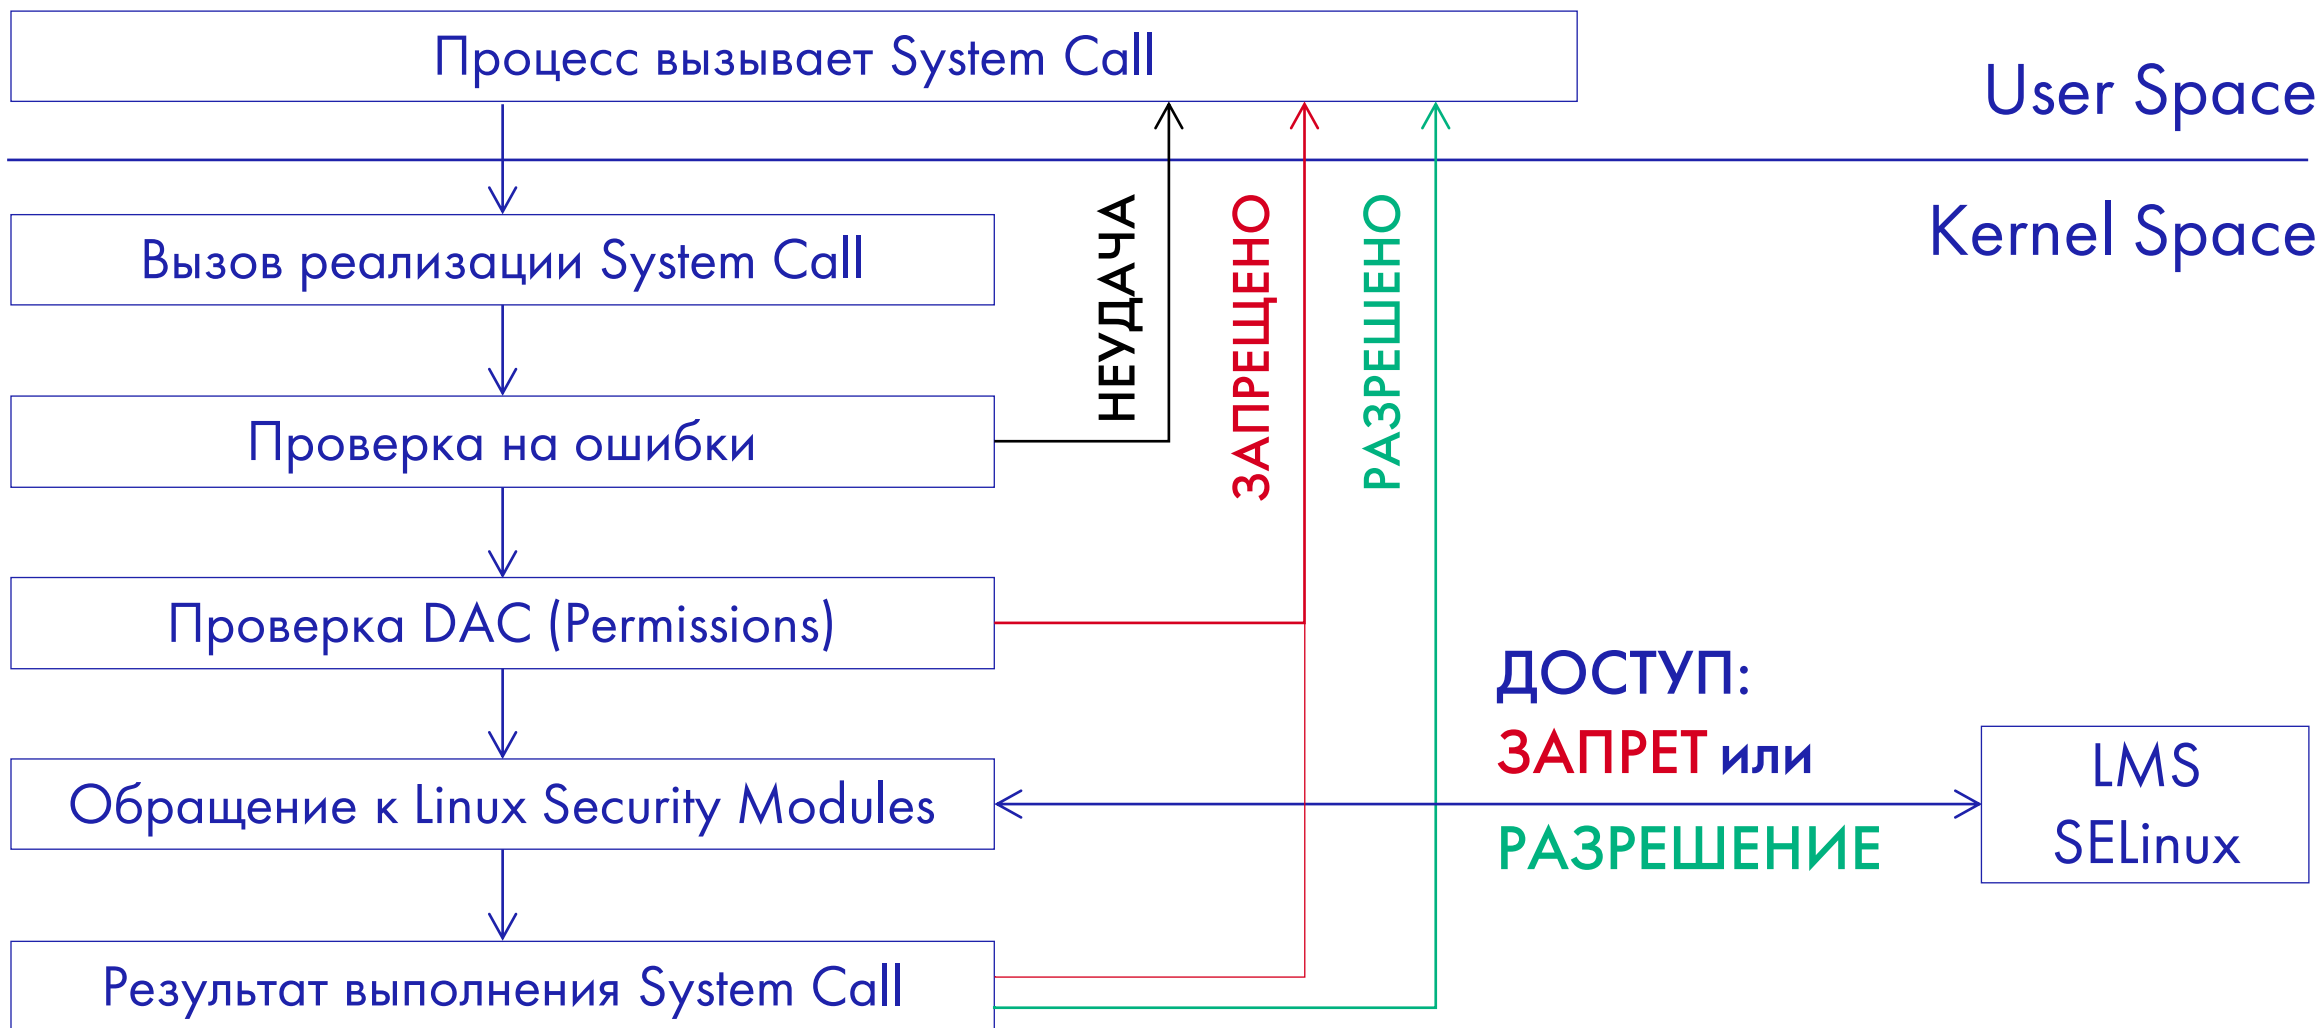 Процесс вызывает System Call
User Space
Kernel Space
Вызов реализации System Call
НЕУДАЧА
ЗАПРЕЩЕНО
РАЗРЕШЕНО
Проверка на ошибки
Проверка DAC (Permissions)
ДОСТУП:
ЗАПРЕТ или
РАЗРЕШЕНИЕ
Обращение к Linux Security Modules
LMS
SELinux
Результат выполнения System Call